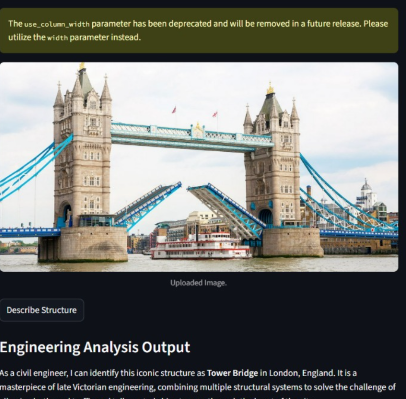 The use_column_width parameter has been deprecated and will be removed in a future release. Please
utilize the width parameter instead.
Uploaded Image.
Describe Structure
Engineering Analysis Output
As a civil engineer, I can identify this iconic structure as Tower Bridge in London, England. It is a
masterpiece of late Victorian engineering, combining multiple structural systems to solve the challenge of